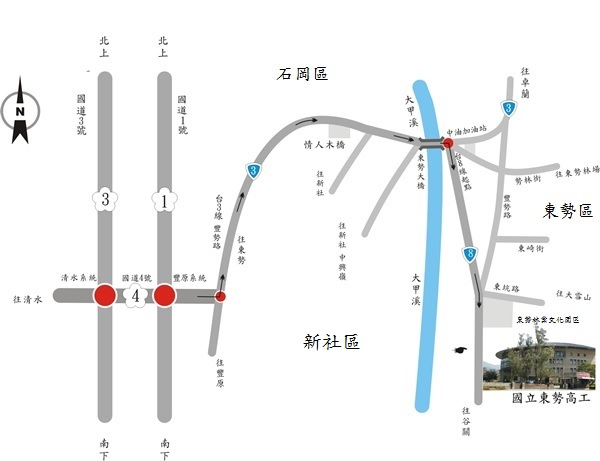 北上
北上
石岡區
往卓蘭
N
國道3號
國道1號
大甲溪
3
中油加油站
情人木橋
3
1
3
台3線 豐勢路
往東勢
往新社
東勢大橋
台8線起點
勢林街
往東勢林場
豐勢路
東勢區
往新社 中興嶺
東崎街
8
清水系統
國道4號
豐原系統
往清水
4
大甲溪
東坑路
往大雪山
東勢林業文化園區
新社區
往豐原
國立東勢高工
往谷關
南下
南下